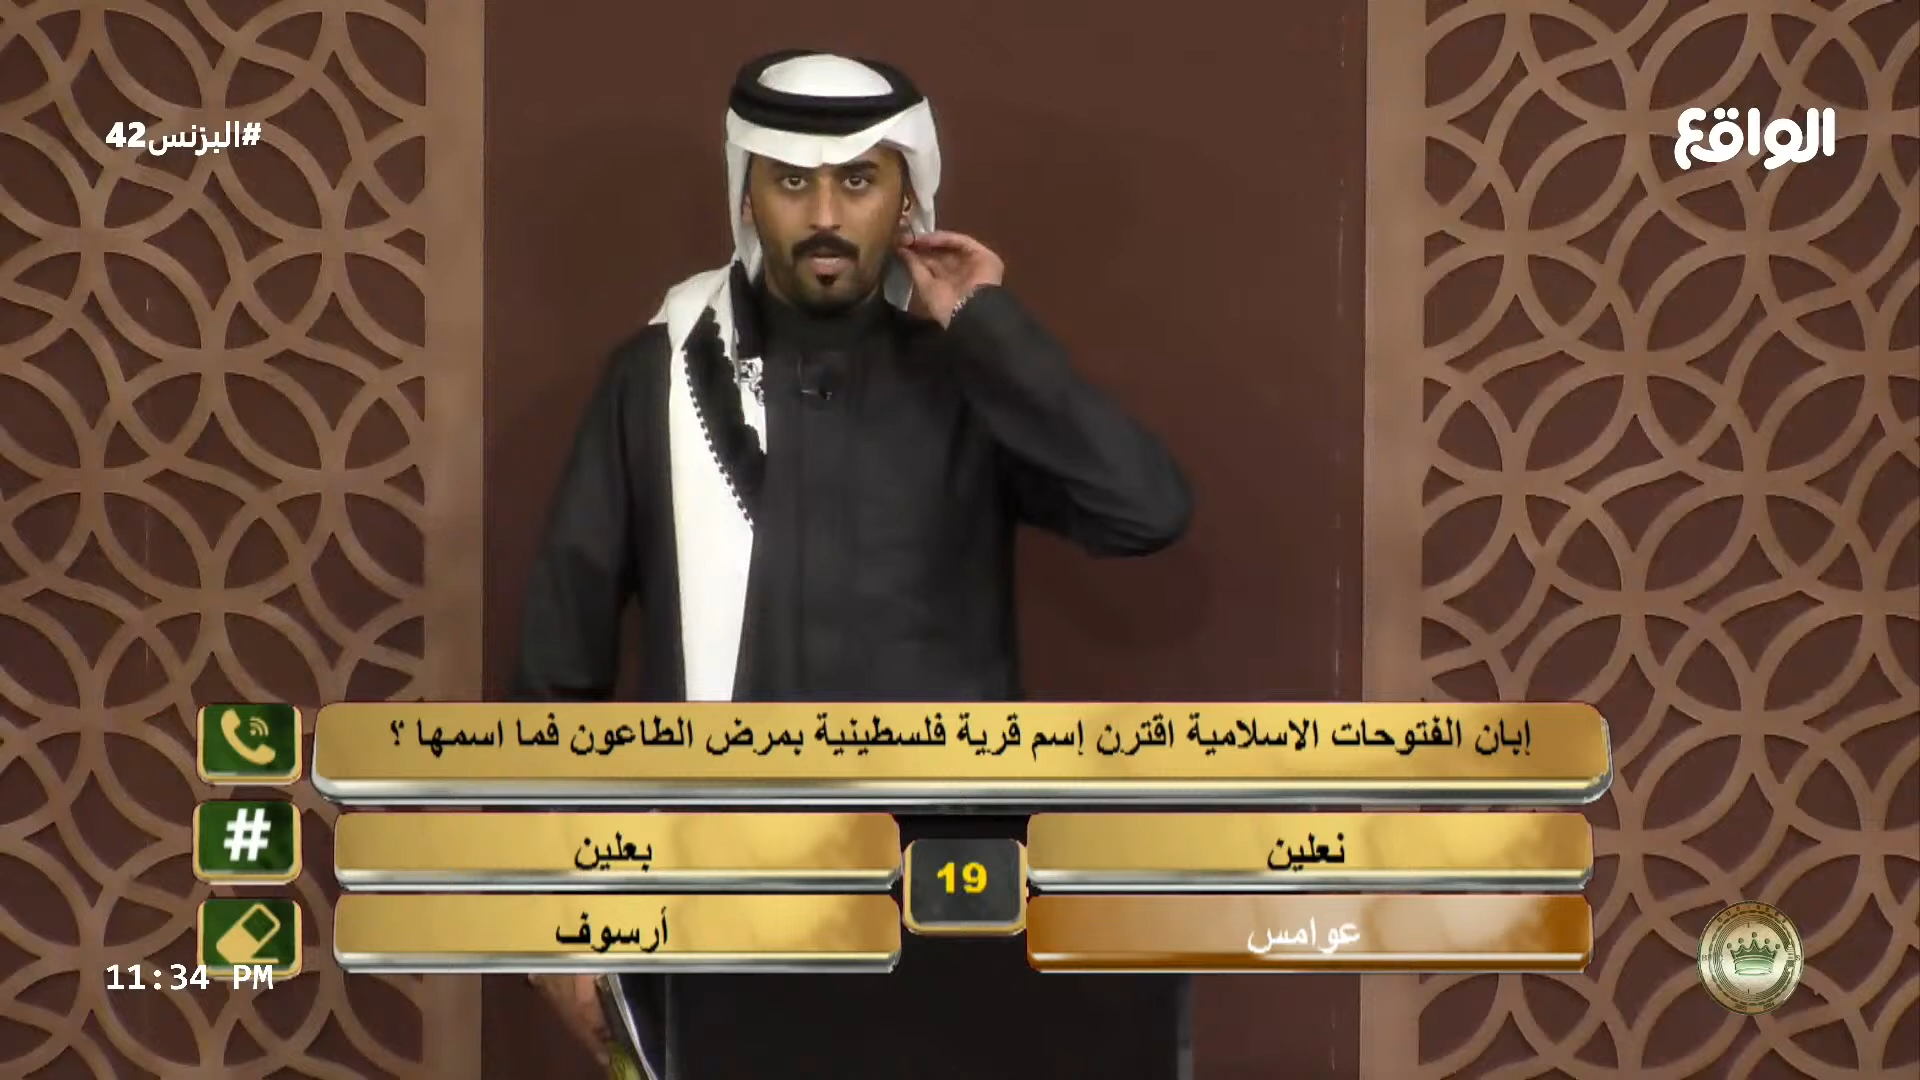 #البزنس42
الواقع
إبان الفتوحات الاسلامية اقترن إسم قرية فلسطينية بمرض الطاعون فما اسمها ؟
نعلين
بعلين
19
عوامس
أرسوف
11:34 PM